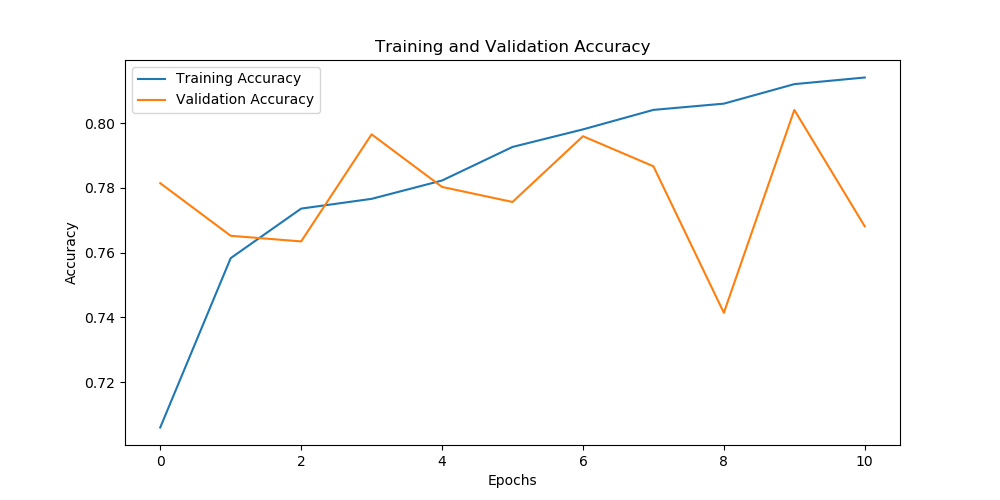 Training and Validation Accuracy
Training Accuracy
Validation Accuracy
0.80
0.78
0.76
0.74
0.72
Accuracy
0 2 4 6 8 10
Epochs